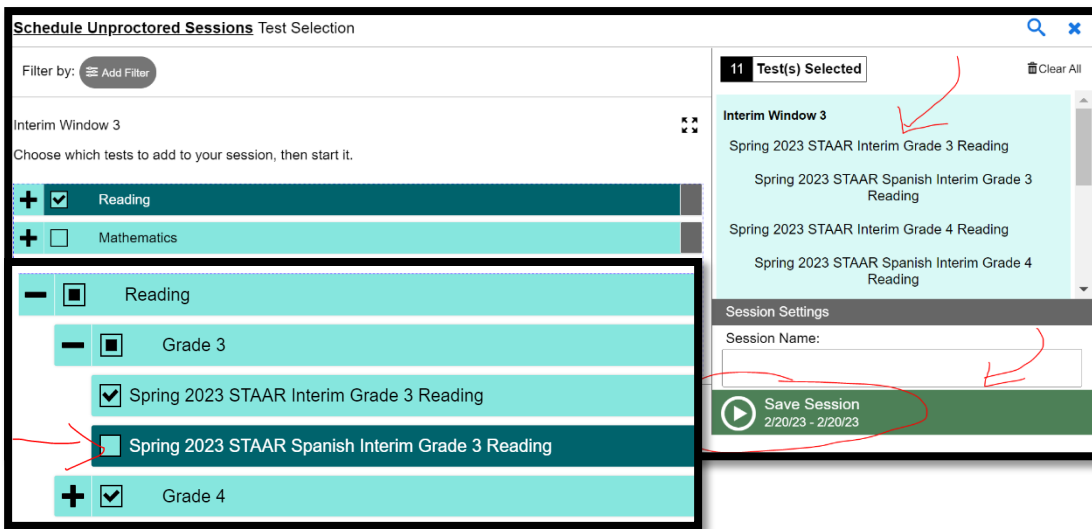 Schedule Unproctored Sessions Test Selection
Filter by: Add Filter
Interim Window 3
Choose which tests to add to your session, then start it.
Reading
Mathematics
Reading
Grade 3
Spring 2023 STAAR Interim Grade 3 Reading
Spring 2023 STAAR Spanish Interim Grade 3 Reading
Grade 4
11 Test(s) Selected
Clear All
Interim Window 3
Spring 2023 STAAR Interim Grade 3 Reading
Spring 2023 STAAR Spanish Interim Grade 3
Reading
Spring 2023 STAAR Interim Grade 4 Reading
Spring 2023 STAAR Spanish Interim Grade 4
Reading
Session Settings
Session Name:
Save Session
2/20/23 - 2/20/23